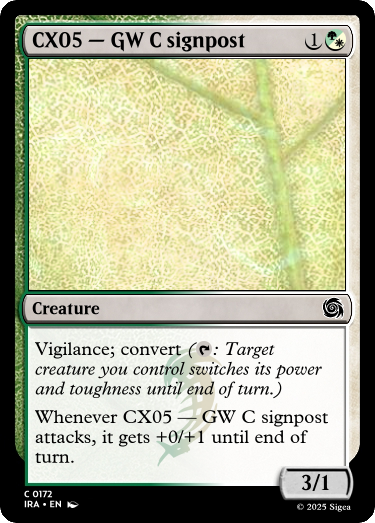 CX05 — GW C signpost 1
Creature
Vigilance; convert ( : Target
creature you control switches its power
and toughness until end of turn.)
Whenever CX05 — GW C signpost
attacks, it gets +0/+1 until end of
turn.
3/1
C 0172
IRA • EN
© 2025 Sigea